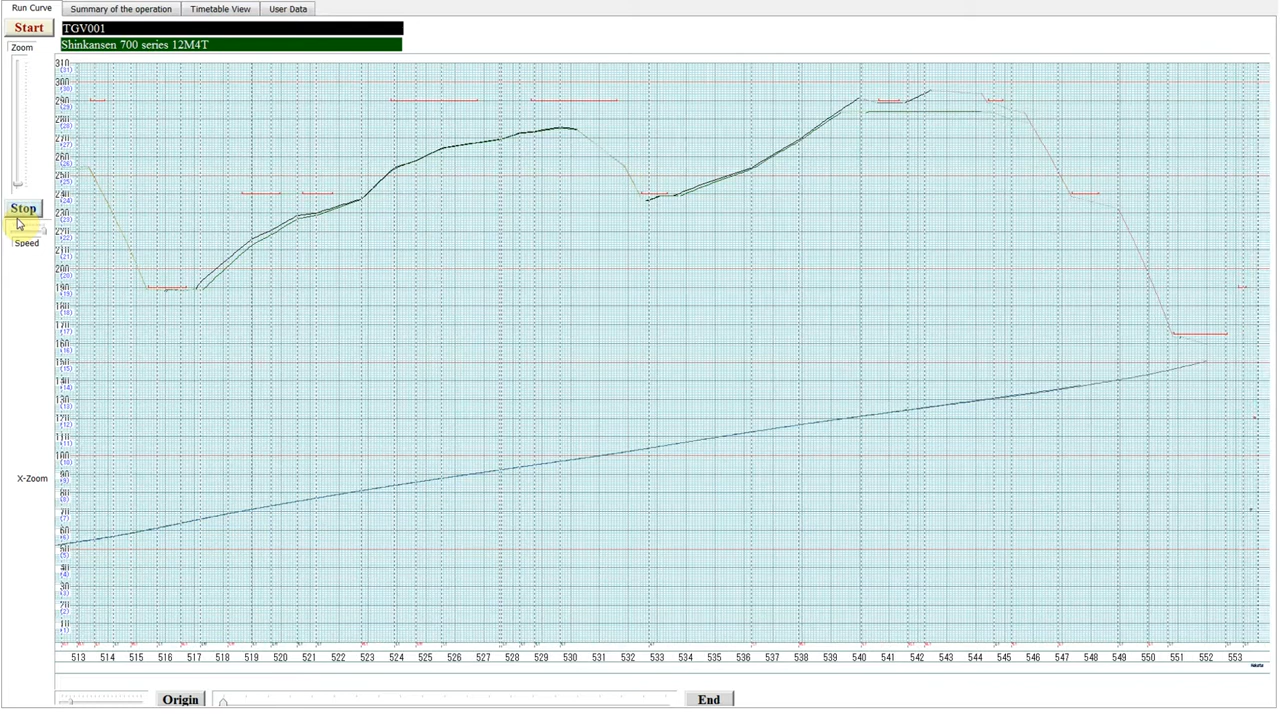 Run Curve
Summary of the operation
Timetable View
User Data
Start
TGV001
Shinkansen 700 series 12M4T
Zoom
Stop
Speed
X-Zoom
310
300
290
280
270
260
250
240
230
220
210
200
190
180
170
160
150
140
130
120
110
100
90
80
70
60
50
40
30
20
10
513 514 515 516 517 518 519 520 521 522 523 524 525 526 527 528 529 530 531 532 533 534 535 536 537 538 539 540 541 542 543 544 545 546 547 548 549 550 551 552 553
Origin
End